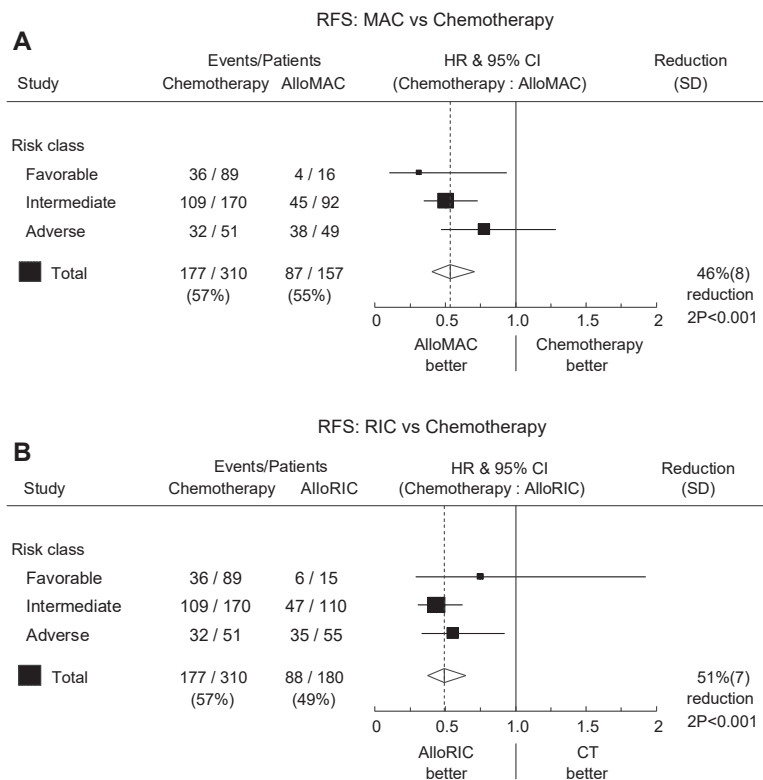 RFS: MAC vs Chemotherapy
A
Events/Patients HR & 95% CI Reduction
Study Chemotherapy AlloMAC (Chemotherapy : AlloMAC) (SD)
Risk class
Favorable 36 / 89 4 / 16
Intermediate 109 / 170 45 / 92
Adverse 32 / 51 38 / 49
Total 177 / 310 87 / 157 46%(8)
(57%) (55%) reduction
2P<0.001
0 0.5 1.0 1.5 2
AlloMAC Chemotherapy
better better
RFS: RIC vs Chemotherapy
B
Events/Patients HR & 95% CI Reduction
Study Chemotherapy AlloRIC (Chemotherapy : AlloRIC) (SD)
Risk class
Favorable 36 / 89 6 / 15
Intermediate 109 / 170 47 / 110
Adverse 32 / 51 35 / 55
Total 177 / 310 88 / 180 51%(7)
(57%) (49%) reduction
2P<0.001
0 0.5 1.0 1.5 2
AlloRIC CT
better better